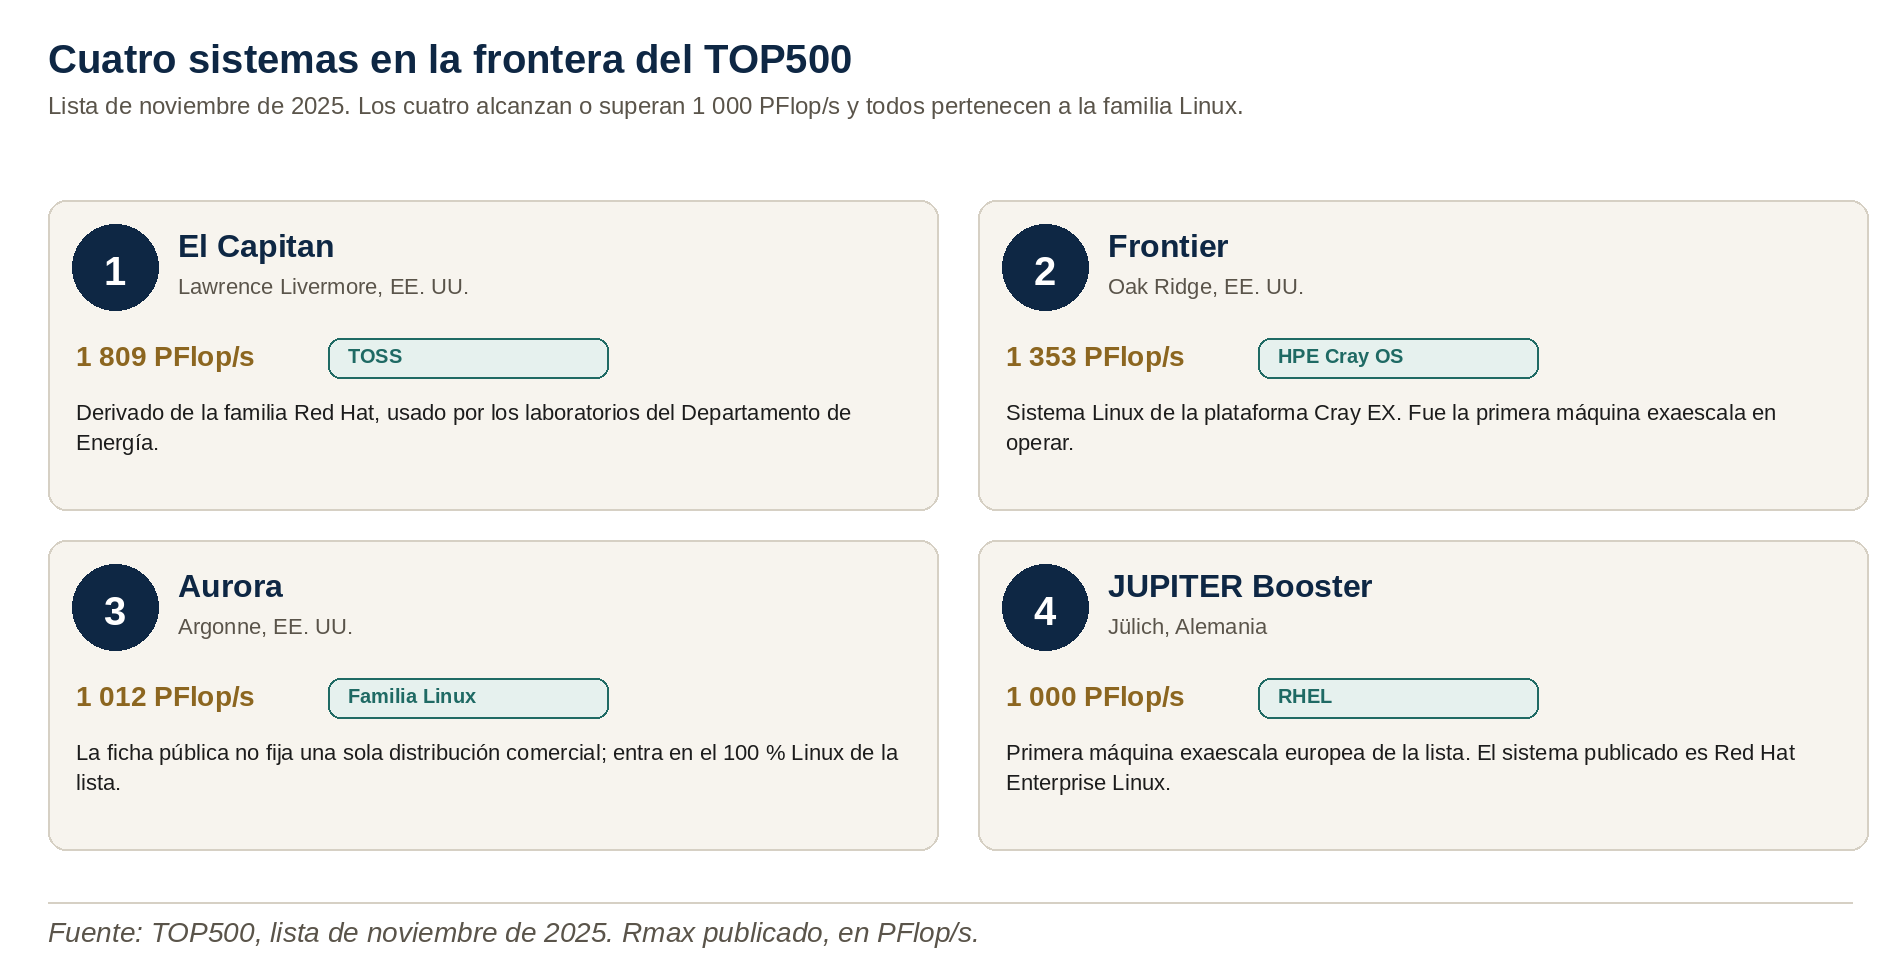 Cuatro sistemas en la frontera del TOP500
Lista de noviembre de 2025. Los cuatro alcanzan o superan 1 000 PFlop/s y todos pertenecen a la familia Linux.
1
El Capitan
Lawrence Livermore, EE. UU.
1 809 PFlop/s
TOSS
Derivado de la familia Red Hat, usado por los laboratorios del Departamento de
Energía.
2
Frontier
Oak Ridge, EE. UU.
1 353 PFlop/s
HPE Cray OS
Sistema Linux de la plataforma Cray EX. Fue la primera máquina exaescala en
operar.
3
Aurora
Argonne, EE. UU.
1 012 PFlop/s
Familia Linux
La ficha pública no fija una sola distribución comercial; entra en el 100 % Linux de la
lista.
4
JUPITER Booster
Jülich, Alemania
1 000 PFlop/s
RHEL
Primera máquina exaescala europea de la lista. El sistema publicado es Red Hat
Enterprise Linux.
Fuente: TOP500, lista de noviembre de 2025. Rmax publicado, en PFlop/s.